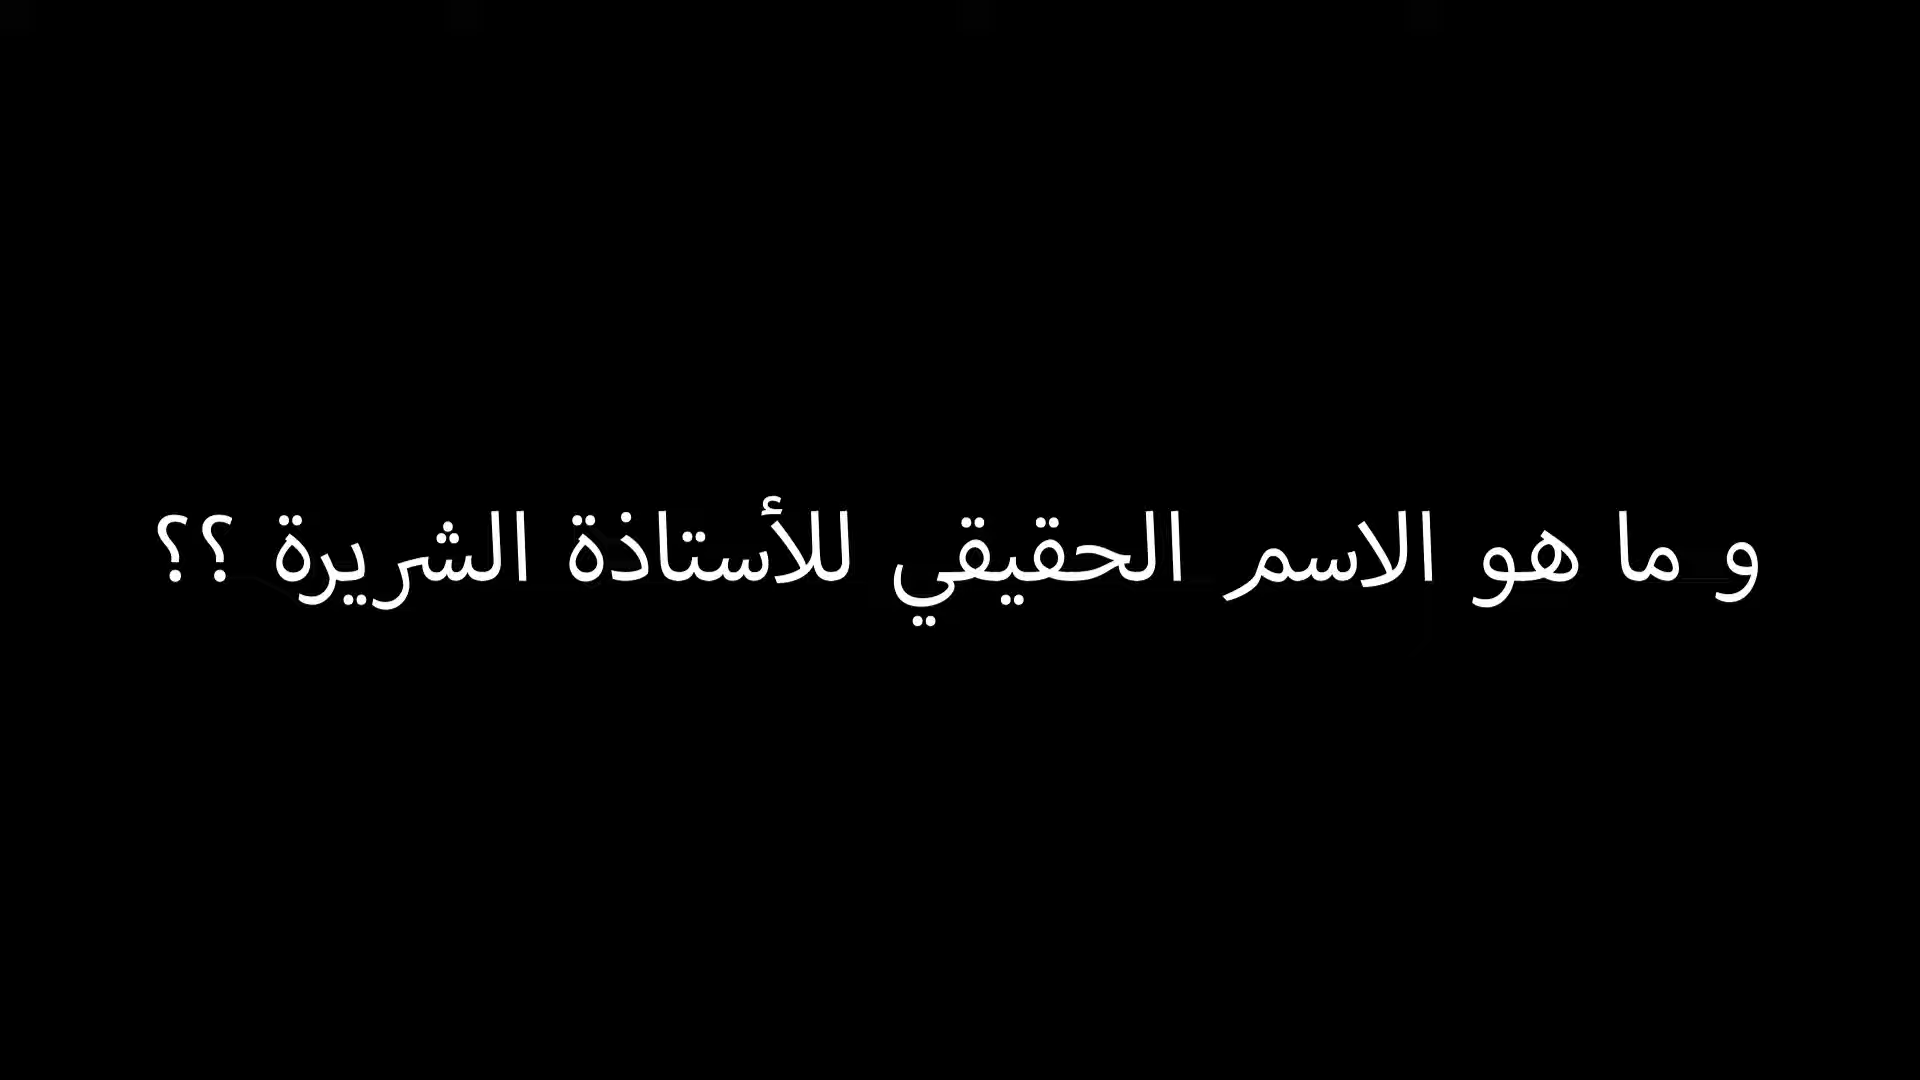 و ما هو الاسم الحقيقي للأستاذة الشريرة ؟؟